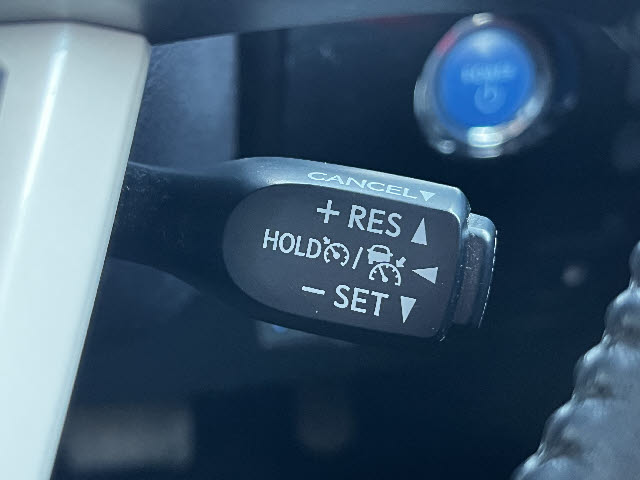 CANCEL▼
+ RES ▲
HOLD / ◀
− SET ▼